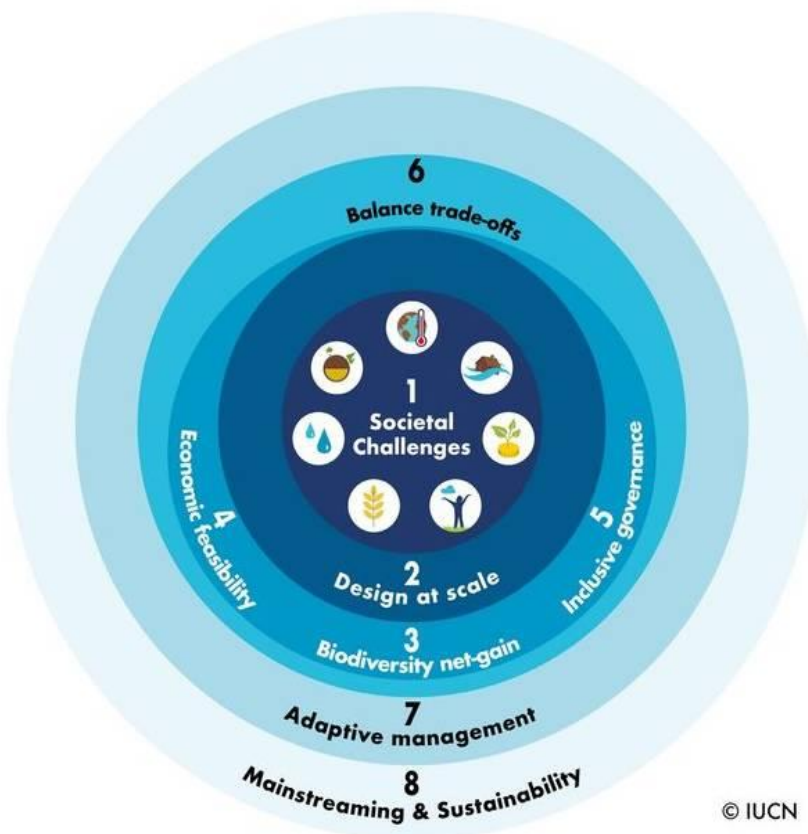 6
Balance trade-offs
1
Societal
Challenges
4
Economic feasibility
5
Inclusive governance
2
Design at scale
3
Biodiversity net-gain
7
Adaptive management
8
Mainstreaming & Sustainability
© IUCN